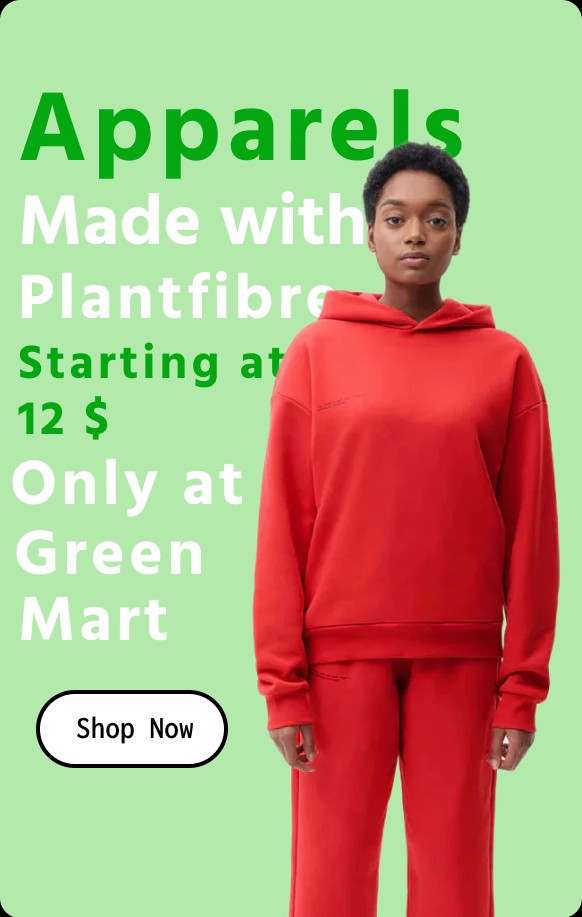 Apparels
Made with
Plantfibre
Starting at
12 $
Only at
Green
Mart
Shop Now